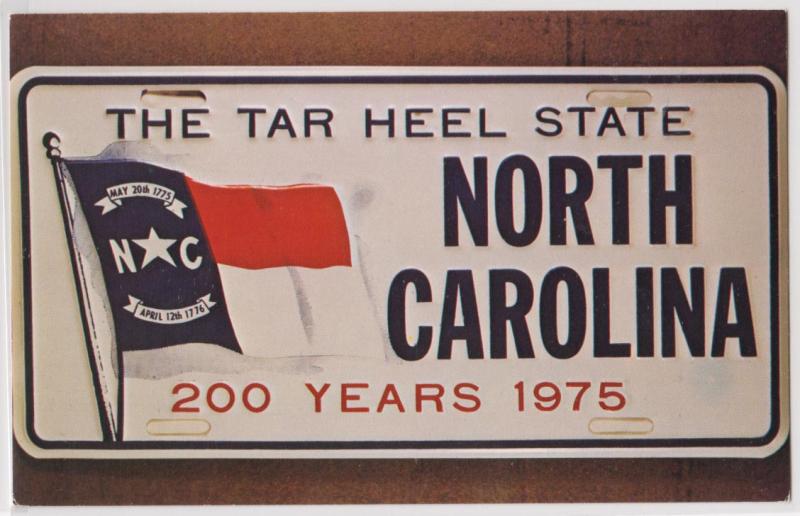 THE TAR HEEL STATE
MAY 20th 1775
N ★ C
APRIL 12th 1776
NORTH
CAROLINA
200 YEARS 1975